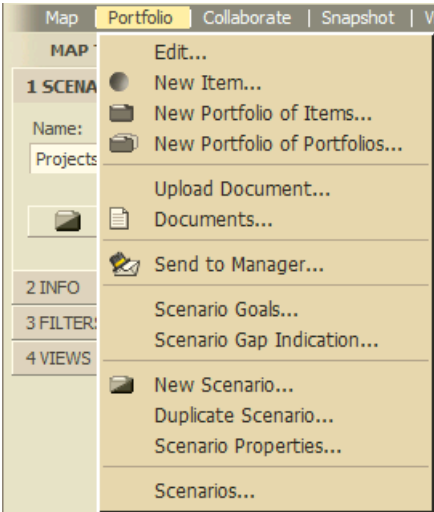 Map | Portfolio | Collaborate | Snapshot |
MAP
Edit...
1 SCENA
New Item...
New Portfolio of Items...
Name:
New Portfolio of Portfolios...
Projects
Upload Document...
Documents...
Send to Manager...
2 INFO
Scenario Goals...
3 FILTERS
Scenario Gap Indication...
4 VIEWS
New Scenario...
Duplicate Scenario...
Scenario Properties...
Scenarios...